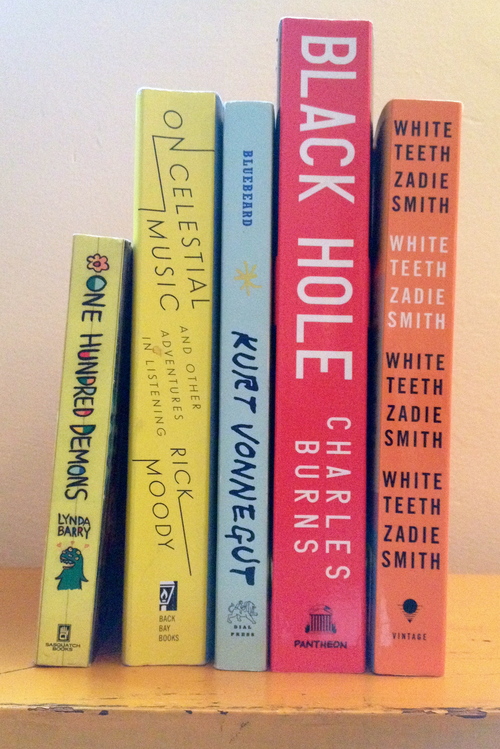 ONE HUNDRED DEMONS
LYNDA
BARRY
SASQUATCH
BOOKS
ON CELESTIAL
MUSIC
AND OTHER
ADVENTURES
IN LISTENING
RICK
MOODY
BACK
BAY
BOOKS
BLUEBEARD
KURT VONNEGUT
DIAL
PRESS
BLACK HOLE
CHARLES
BURNS
PANTHEON
WHITE
TEETH
ZADIE
SMITH
WHITE
TEETH
ZADIE
SMITH
WHITE
TEETH
ZADIE
SMITH
WHITE
TEETH
ZADIE
SMITH
VINTAGE